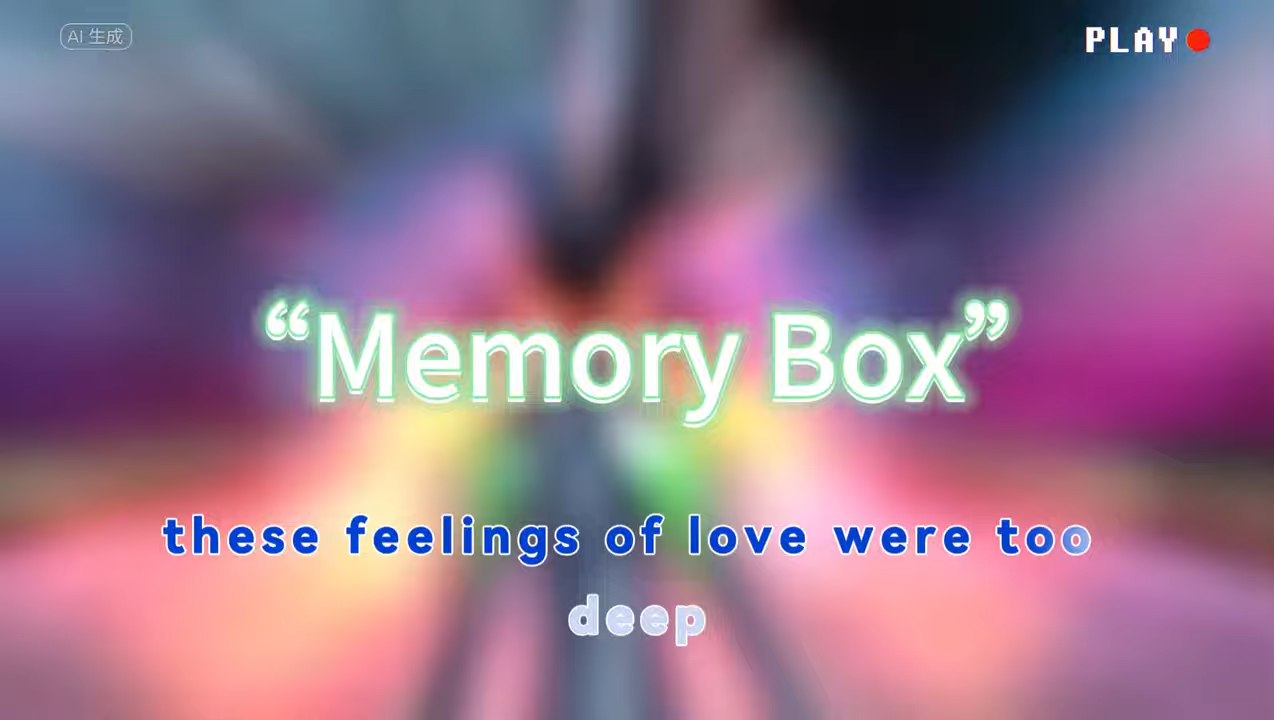 AI 生成
PLAY
“Memory Box”
these feelings of love were too
deep